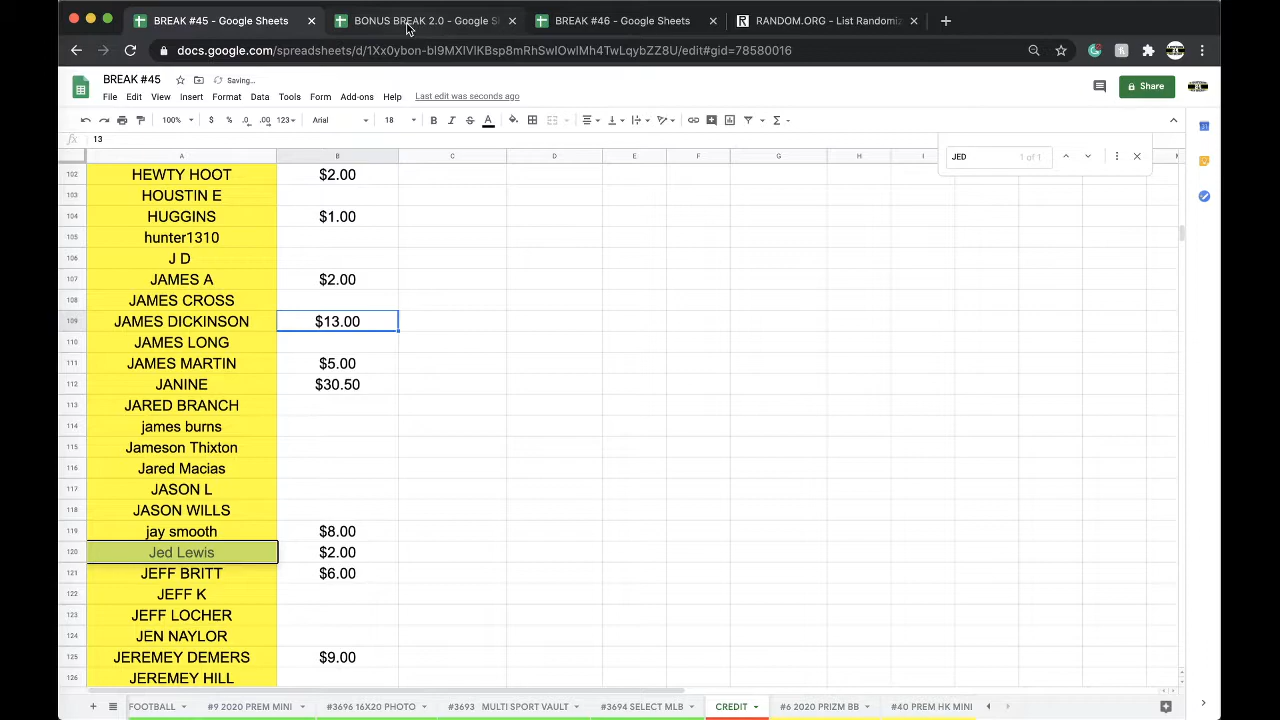 BREAK #45 - Google Sheets
BONUS BREAK 2.0 - Google S
BREAK #46 - Google Sheets
RANDOM.ORG - List Randomiz
docs.google.com/spreadsheets/d/1Xx0ybon-bI9MXIVIKBsp8mRhSwIOwIMh4TwLqybZZ8U/edit#gid=78580016
BREAK #45
Saving...
File Edit View Insert Format Data Tools Form Add-ons Help Last edit was seconds ago
Share
100% $ % .0 .00 123 Arial 18 B I S A
fx 13
JED 1 of 1
A B C D E F G H I
102 HEWTY HOOT $2.00
103 HOUSTIN E
104 HUGGINS $1.00
105 hunter1310
106 J D
107 JAMES A $2.00
108 JAMES CROSS
109 JAMES DICKINSON $13.00
110 JAMES LONG
111 JAMES MARTIN $5.00
112 JANINE $30.50
113 JARED BRANCH
114 james burns
115 Jameson Thixton
116 Jared Macias
117 JASON L
118 JASON WILLS
119 jay smooth $8.00
120 Jed Lewis $2.00
121 JEFF BRITT $6.00
122 JEFF K
123 JEFF LOCHER
124 JEN NAYLOR
125 JEREMEY DEMERS $9.00
126 JEREMEY HILL
FOOTBALL #9 2020 PREM MINI #3696 16X20 PHOTO #3693 MULTI SPORT VAULT #3694 SELECT MLB CREDIT #6 2020 PRIZM BB #40 PREM HK MINI